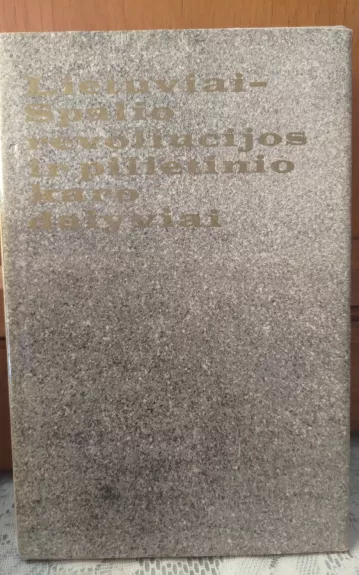 Lietuviai-
Spalio
revoliucijos
ir pilietinio
karo
dalyviai